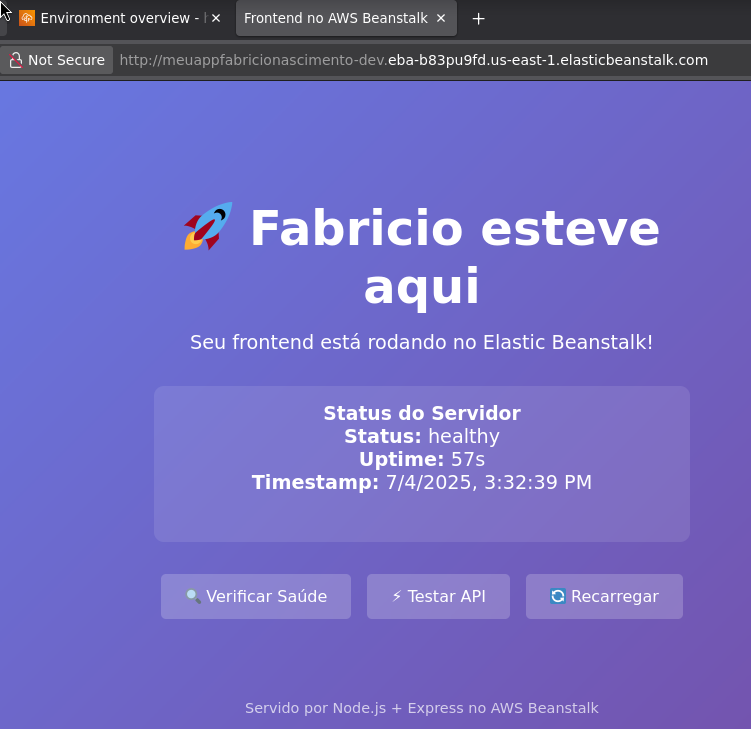 Environment overview -
Frontend no AWS Beanstalk
Not Secure
http://meuappfabricionascimento-dev.eba-b83pu9fd.us-east-1.elasticbeanstalk.com
🚀 Fabricio esteve
aqui
Seu frontend está rodando no Elastic Beanstalk!
Status do Servidor
Status: healthy
Uptime: 57s
Timestamp: 7/4/2025, 3:32:39 PM
🔍 Verificar Saúde
⚡ Testar API
🔄 Recarregar
Servido por Node.js + Express no AWS Beanstalk